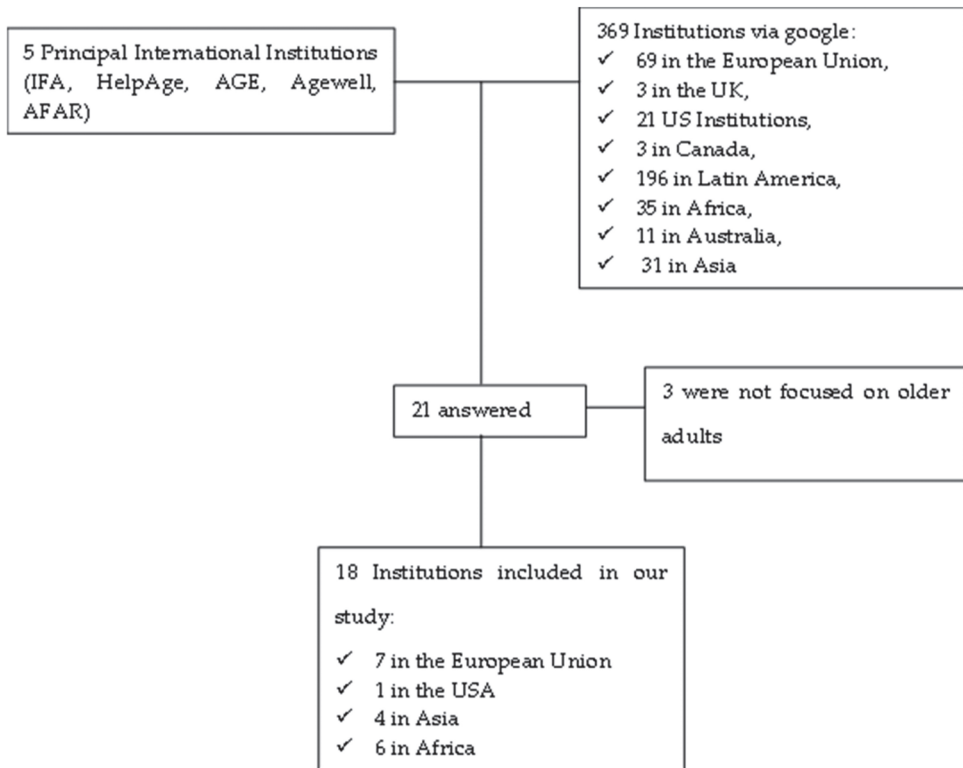 5 Principal International Institutions
(IFA, HelpAge, AGE, Agewell,
AFAR)
369 Institutions via google:
✓ 69 in the European Union,
✓ 3 in the UK,
✓ 21 US Institutions,
✓ 3 in Canada,
✓ 196 in Latin America,
✓ 35 in Africa,
✓ 11 in Australia,
✓ 31 in Asia
21 answered
3 were not focused on older
adults
18 Institutions included in our
study:
✓ 7 in the European Union
✓ 1 in the USA
✓ 4 in Asia
✓ 6 in Africa